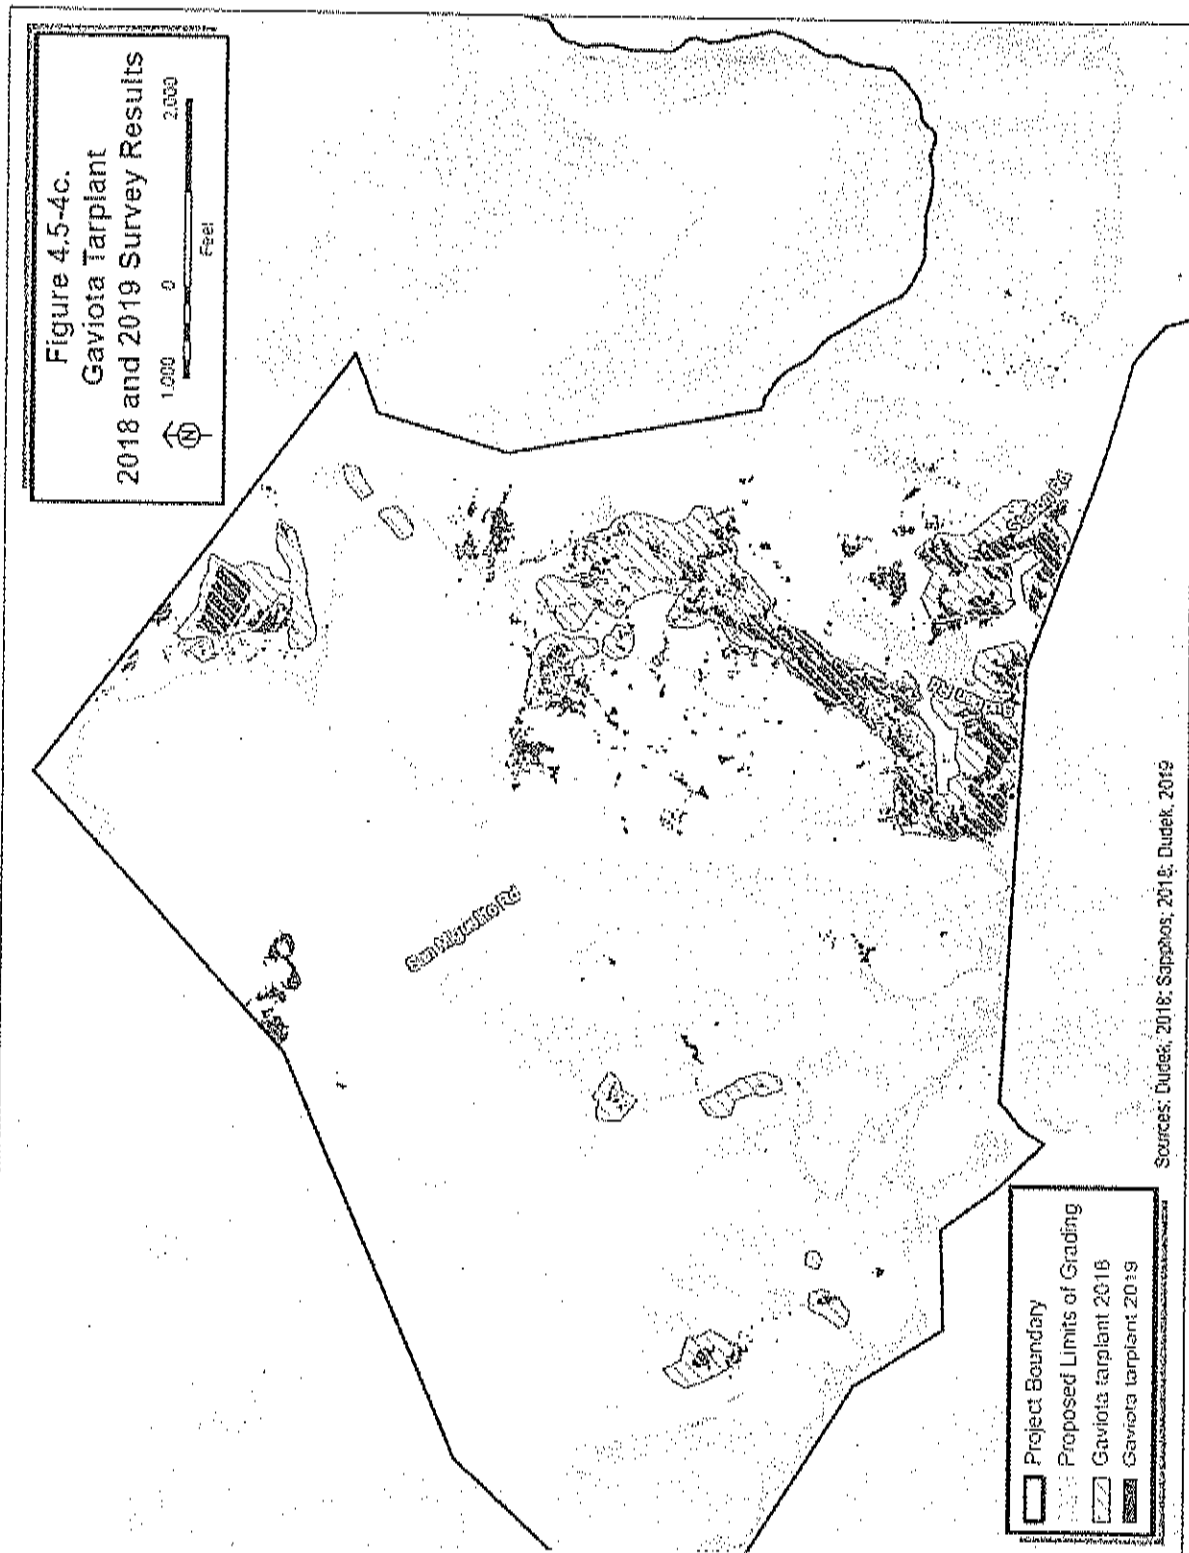 Figure 4.5-4c.
Gaviota Tarplant
2018 and 2019 Survey Results
N
1,000 0 2,000
Feet
San Miguelito Rd
Rd
Project Boundary
Proposed Limits of Grading
Gaviota tarplant 2018
Gaviota tarplant 2019
Sources: Dudek, 2018; Sapphos, 2018; Dudek, 2019